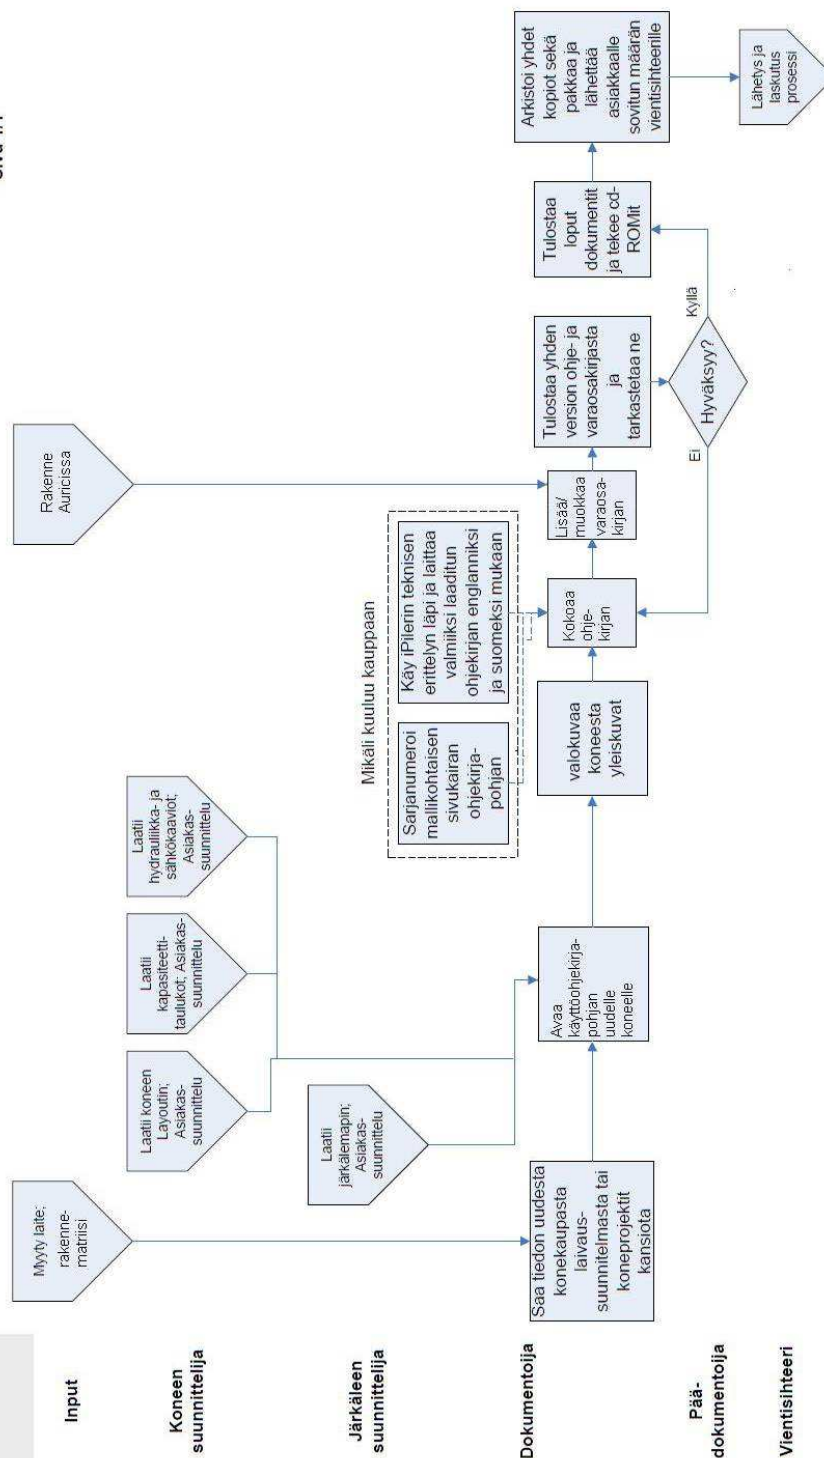 Input
Myyty laite;
rakenne-
matriisi
Rakenne
Auricissa
Koneen
suunnittelija
Laatii koneen
Layoutin;
Asiakas-
suunnittelu
Laatii
kapasiteetti-
taulukot; Asiakas-
suunnittelu
Laatii
hydrauliikka- ja
sähkökaaviot;
Asiakas-
suunnittelu
Järkäleen
suunnittelija
Laatii
järkälemapin;
Asiakas-
suunnittelu
Mikäli kuuluu kauppaan
Sarjanumeroi
mallikohtaisen
sivukairan
ohjekirja-
pohjan
Käy iPilerin teknisen
erittelyn läpi ja laittaa
valmiiksi laaditun
ohjekirjan englanniksi
ja suomeksi mukaan
Dokumentoija
Saa tiedon uudesta
konekaupasta
laivaus-
suunnitelmasta tai
koneprojektit
kansiota
Avaa
käyttöohjekirja-
pohjan
uudelle
koneelle
valokuvaa
koneesta
yleiskuvat
Kokoaa
ohje-
kirjan
Lisää/
muokkaa
varaosa-
kirjan
Tulostaa yhden
version ohje- ja
varaosakirjasta
ja
tarkastetaa ne
Tulostaa
loput
dokumentit
ja tekee cd-
ROMit
Arkistoi yhdet
kopiot sekä
pakkaa ja
lähettää
asiakkaalle
sovitun määrän
vientisihteerille
Pää-
dokumentoija
Ei
Hyväksyy?
Kyllä
Vientisihteeri
Lähetys ja
laskutus
prosessi